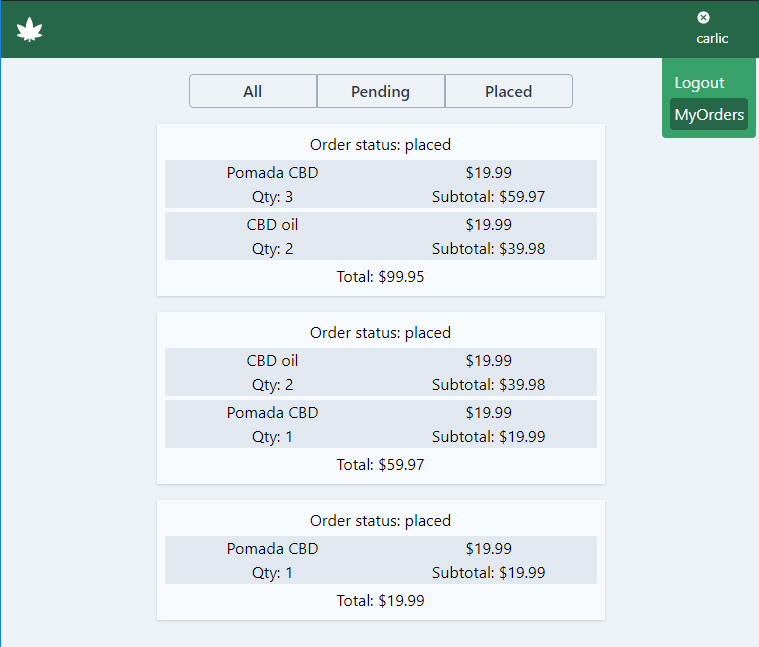 carlic
Logout
MyOrders
All Pending Placed
Order status: placed
Pomada CBD $19.99
Qty: 3 Subtotal: $59.97
CBD oil $19.99
Qty: 2 Subtotal: $39.98
Total: $99.95
Order status: placed
CBD oil $19.99
Qty: 2 Subtotal: $39.98
Pomada CBD $19.99
Qty: 1 Subtotal: $19.99
Total: $59.97
Order status: placed
Pomada CBD $19.99
Qty: 1 Subtotal: $19.99
Total: $19.99